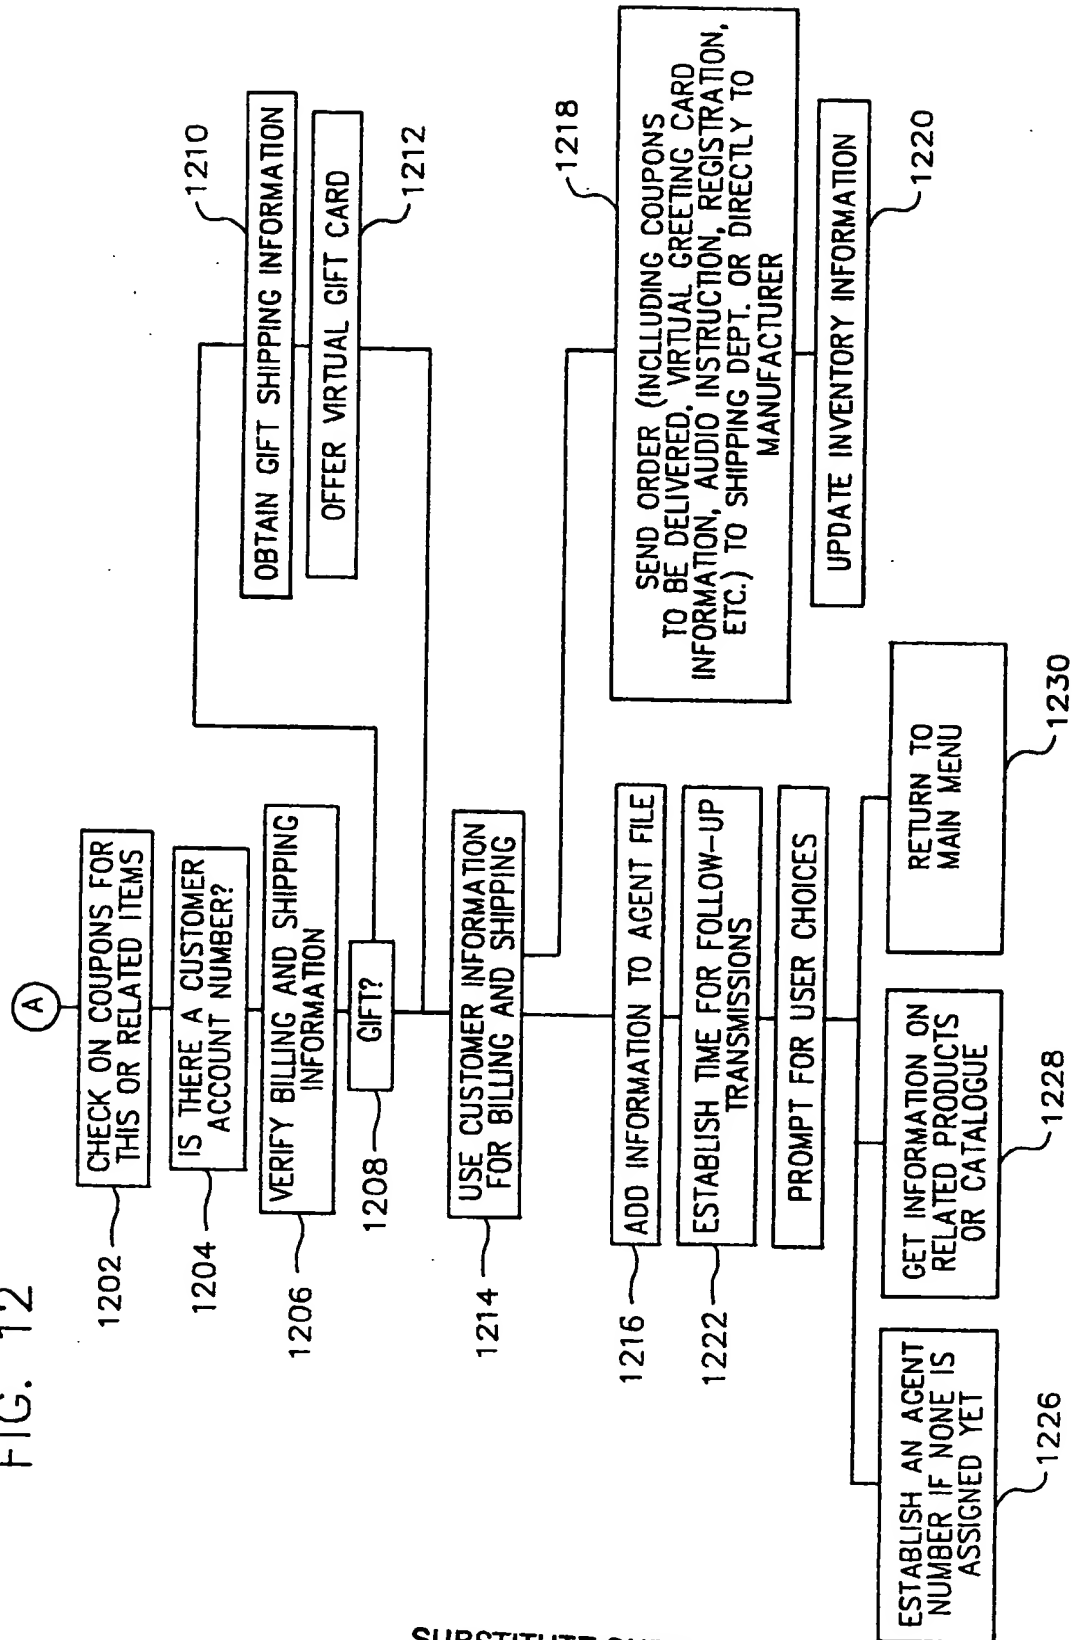 FIG. 12
A
CHECK ON COUPONS FOR
THIS OR RELATED ITEMS
1202
IS THERE A CUSTOMER
ACCOUNT NUMBER?
1204
VERIFY BILLING AND SHIPPING
INFORMATION
1206
GIFT?
1208
OBTAIN GIFT SHIPPING INFORMATION
1210
OFFER VIRTUAL GIFT CARD
1212
USE CUSTOMER INFORMATION
FOR BILLING AND SHIPPING
1214
SEND ORDER (INCLLUDING COUPONS
TO BE DELIVERED, VIRTUAL GREETING CARD
INFORMATION, AUDIO INSTRUCTION, REGISTRATION,
ETC.) TO SHIPPING DEPT. OR DIRECTLY TO
MANUFACTURER
1218
UPDATE INVENTORY INFORMATION
1220
ADD INFORMATION TO AGENT FILE
1216
ESTABLISH TIME FOR FOLLOW-UP
TRANSMISSIONS
1222
PROMPT FOR USER CHOICES
ESTABLISH AN AGENT
NUMBER IF NONE IS
ASSIGNED YET
1226
GET INFORMATION ON
RELATED PRODUCTS
OR CATALOGUE
1228
RETURN TO
MAIN MENU
1230